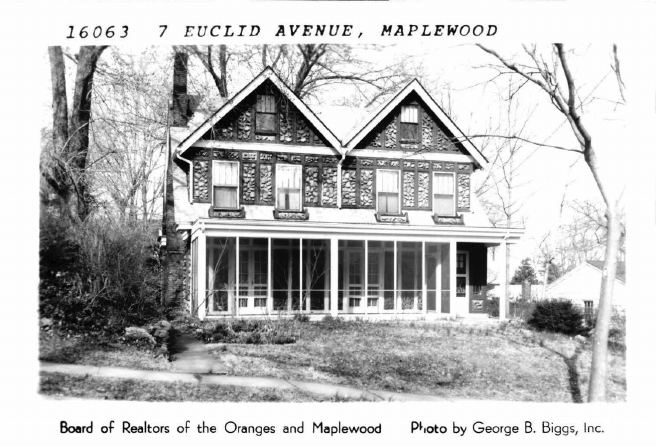 16063 7 EUCLID AVENUE, MAPLEWOOD
Board of Realtors of the Oranges and Maplewood Photo by George B. Biggs, Inc.